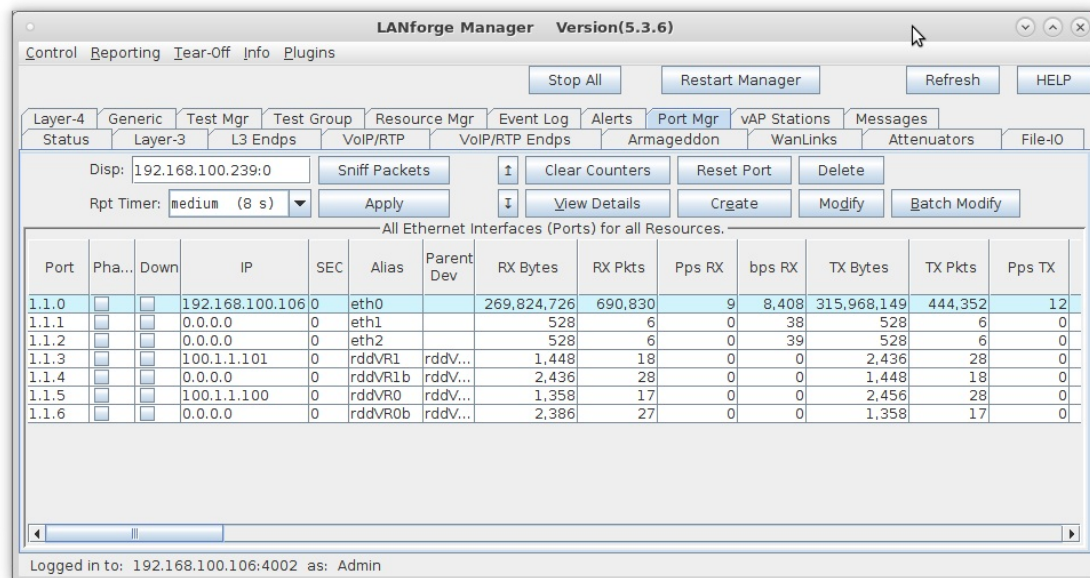 LANforge Manager Version(5.3.6)
Control Reporting Tear-Off Info Plugins
Stop All Restart Manager Refresh HELP
Layer-4 Generic Test Mgr Test Group Resource Mgr Event Log Alerts Port Mgr vAP Stations Messages
Status Layer-3 L3 Endps VoIP/RTP VoIP/RTP Endps Armageddon WanLinks Attenuators File-IO
Disp: 192.168.100.239:0 Sniff Packets ↥ Clear Counters Reset Port Delete
Rpt Timer: medium (8 s) Apply ↧ View Details Create Modify Batch Modify
All Ethernet Interfaces (Ports) for all Resources.
Port Pha... Down IP SEC Alias Parent Dev RX Bytes RX Pkts Pps RX bps RX TX Bytes TX Pkts Pps TX
1.1.0 192.168.100.106 0 eth0 269,824,726 690,830 9 8,408 315,968,149 444,352 12
1.1.1 0.0.0.0 0 eth1 528 6 0 38 528 6 0
1.1.2 0.0.0.0 0 eth2 528 6 0 39 528 6 0
1.1.3 100.1.1.101 0 rddVR1 rddV... 1,448 18 0 0 2,436 28 0
1.1.4 0.0.0.0 0 rddVR1b rddV... 2,436 28 0 0 1,448 18 0
1.1.5 100.1.1.100 0 rddVR0 rddV... 1,358 17 0 0 2,456 28 0
1.1.6 0.0.0.0 0 rddVR0b rddV... 2,386 27 0 0 1,358 17 0
Logged in to: 192.168.100.106:4002 as: Admin